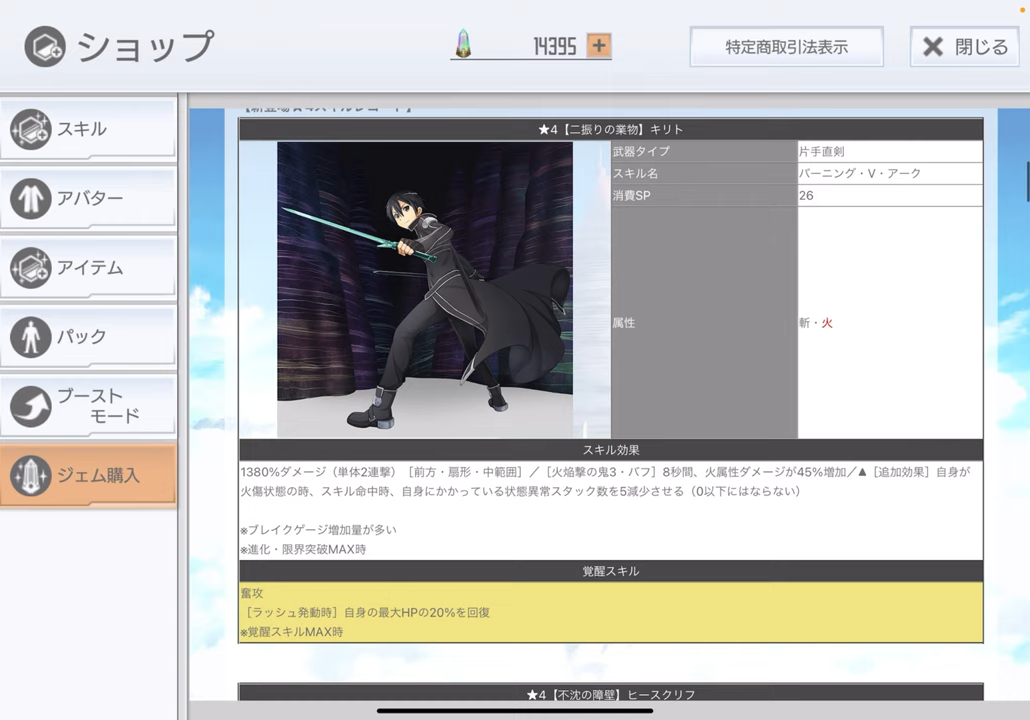 ショップ
14395
特定商取引法表示
閉じる
スキル
アバター
アイテム
パック
ブースト
モード
ジェム購入
【新登場★4スキルレコード】
★4【二振りの業物】キリト
武器タイプ
片手直剣
スキル名
バーニング・V・アーク
消費SP
26
属性
斬・火
スキル効果
1380%ダメージ（単体2連撃）［前方・扇形・中範囲］／［火焔撃の鬼3・バフ］8秒間、火属性ダメージが45%増加／▲［追加効果］自身が
火傷状態の時、スキル命中時、自身にかかっている状態異常スタック数を5減少させる（0以下にはならない）
※ブレイクゲージ増加量が多い
※進化・限界突破MAX時
覚醒スキル
奮攻
［ラッシュ発動時］自身の最大HPの20%を回復
※覚醒スキルMAX時
★4【不沈の障壁】ヒースクリフ